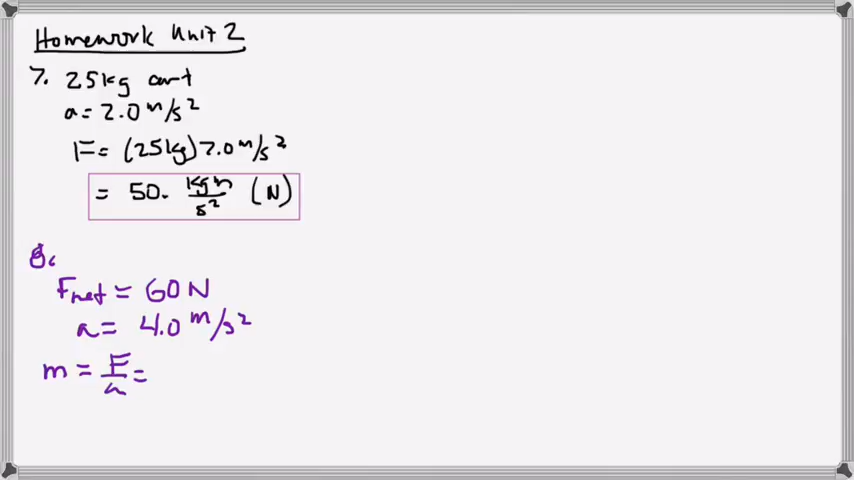 Homework Unit 2
7. 25kg cart
a = 2.0 m/s²
F = (25kg) 2.0 m/s²
= 50. kgm/s² (N)
8.
Fnet = 60 N
a = 4.0 m/s²
m = F/a =